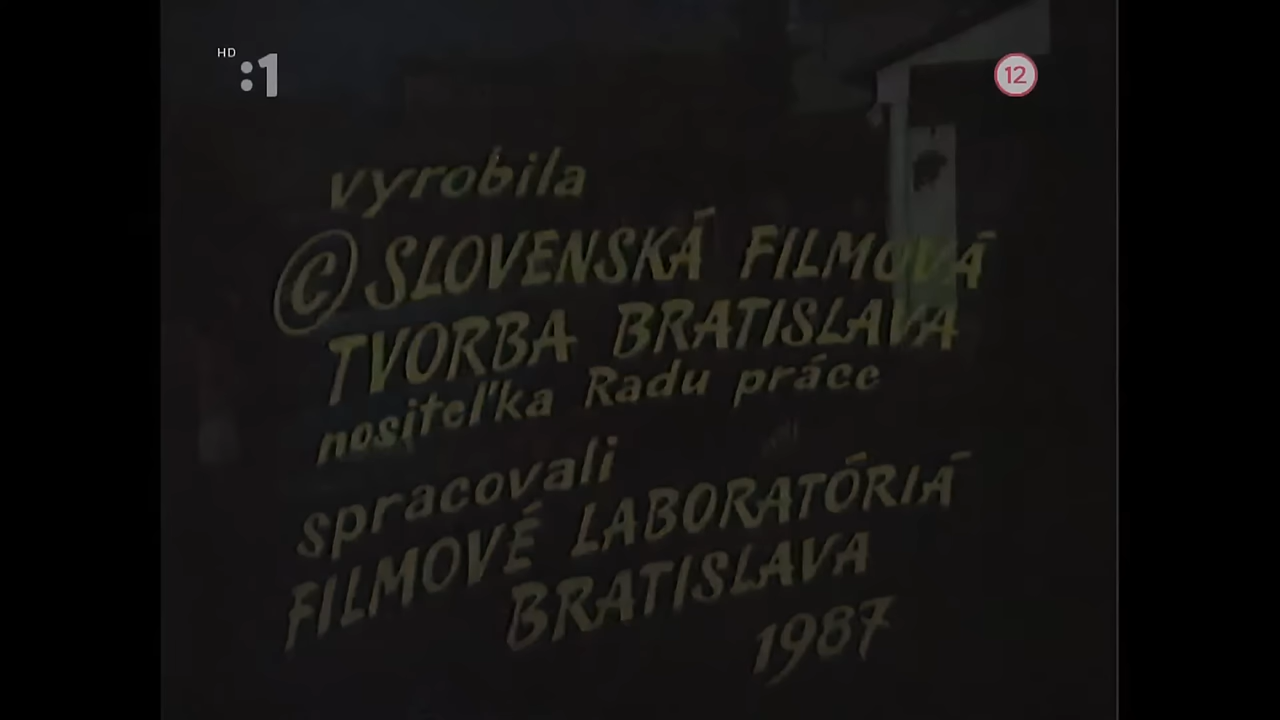 HD
:1
12
vyrobila
© SLOVENSKÁ FILMOVÁ
TVORBA BRATISLAVA
nositeľka Radu práce
spracovali
FILMOVÉ LABORATÓRIÁ
BRATISLAVA
1987